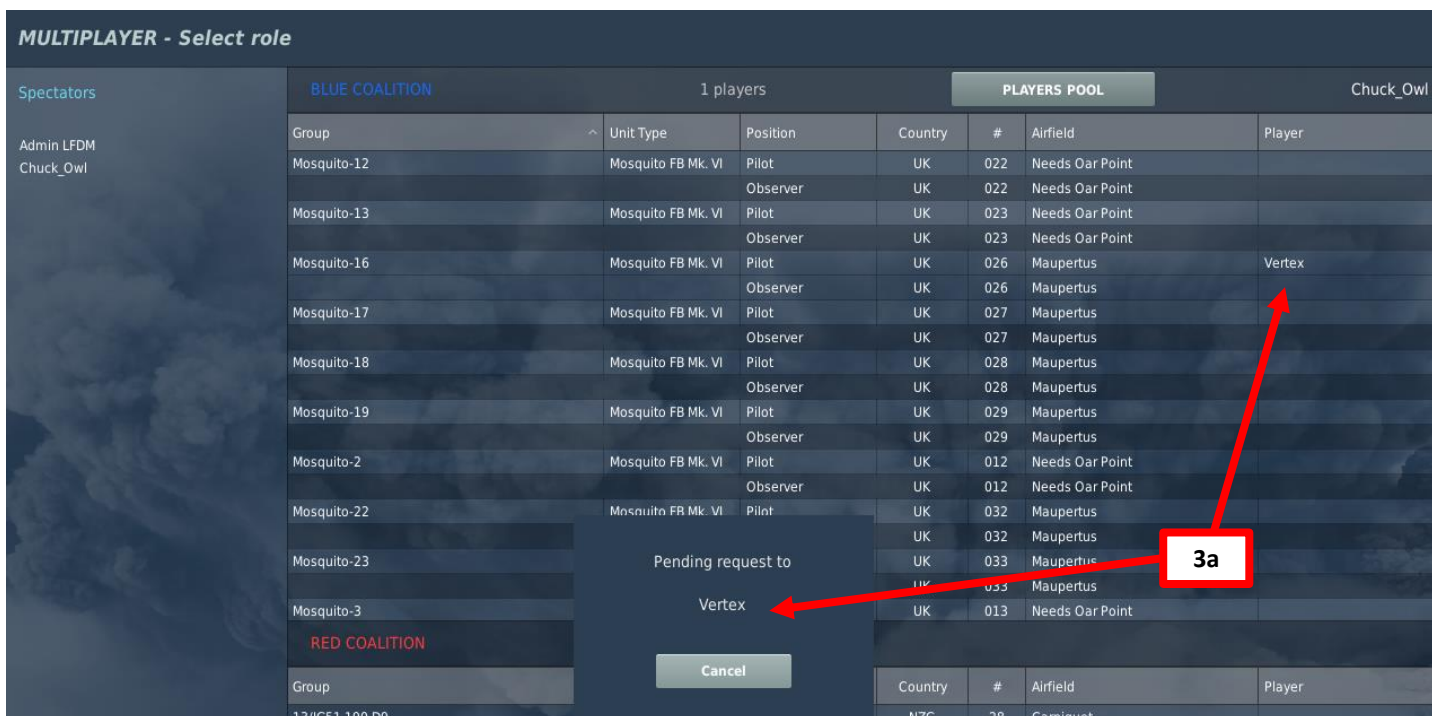 MULTIPLAYER - Select role
Spectators
Admin LFDM
Chuck_Owl
BLUE COALITION 1 players PLAYERS POOL Chuck_Owl
Group Unit Type Position Country # Airfield Player
Mosquito-12 Mosquito FB Mk. VI Pilot UK 022 Needs Oar Point
Observer UK 022 Needs Oar Point
Mosquito-13 Mosquito FB Mk. VI Pilot UK 023 Needs Oar Point
Observer UK 023 Needs Oar Point
Mosquito-16 Mosquito FB Mk. VI Pilot UK 026 Maupertus Vertex
Observer UK 026 Maupertus
Mosquito-17 Mosquito FB Mk. VI Pilot UK 027 Maupertus
Observer UK 027 Maupertus
Mosquito-18 Mosquito FB Mk. VI Pilot UK 028 Maupertus
Observer UK 028 Maupertus
Mosquito-19 Mosquito FB Mk. VI Pilot UK 029 Maupertus
Observer UK 029 Maupertus
Mosquito-2 Mosquito FB Mk. VI Pilot UK 012 Needs Oar Point
Observer UK 012 Needs Oar Point
Mosquito-22 Mosquito FB Mk. VI Pilot UK 032 Maupertus
UK 032 Maupertus
Mosquito-23 UK 033 Maupertus
UK 033 Maupertus
Mosquito-3 UK 013 Needs Oar Point
Pending request to
Vertex
Cancel
3a
RED COALITION
Group Country # Airfield Player